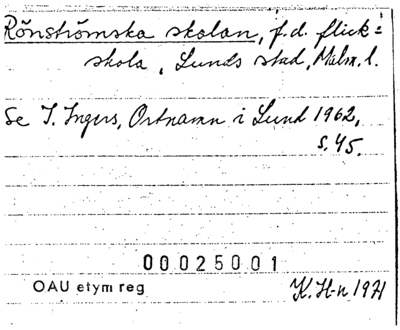 Rönströmska skolan, f.d. flick=
skola, Lunds stad, Malm. l.
Se I. Ingers, Ortnamn i Lund 1962,
s. 45.
00025001
OAU etym reg
K. H-n 1971